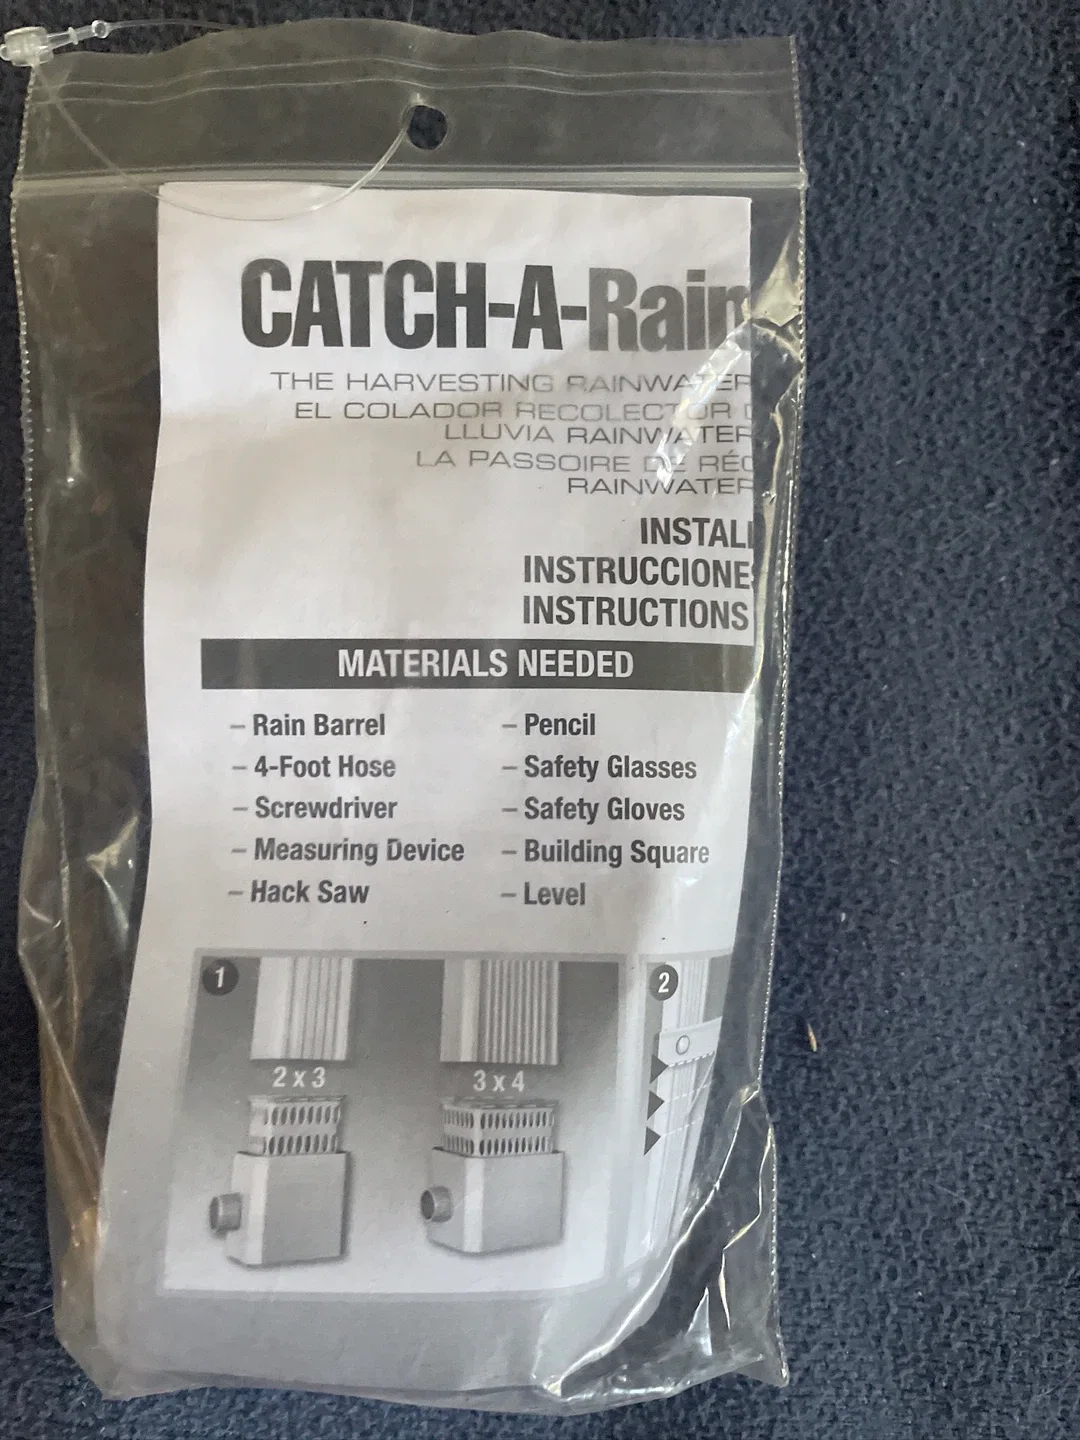 CATCH-A-Rain
THE HARVESTING RAINWATER
EL COLADOR RECOLECTOR
LLUVIA RAINWATER
LA PASSOIRE DE
RAINWATER
INSTALL
INSTRUCCIONES
INSTRUCTIONS
MATERIALS NEEDED
– Rain Barrel
– 4-Foot Hose
– Screwdriver
– Measuring Device
– Hack Saw
– Pencil
– Safety Glasses
– Safety Gloves
– Building Square
– Level
1
2 x 3
3 x 4
2